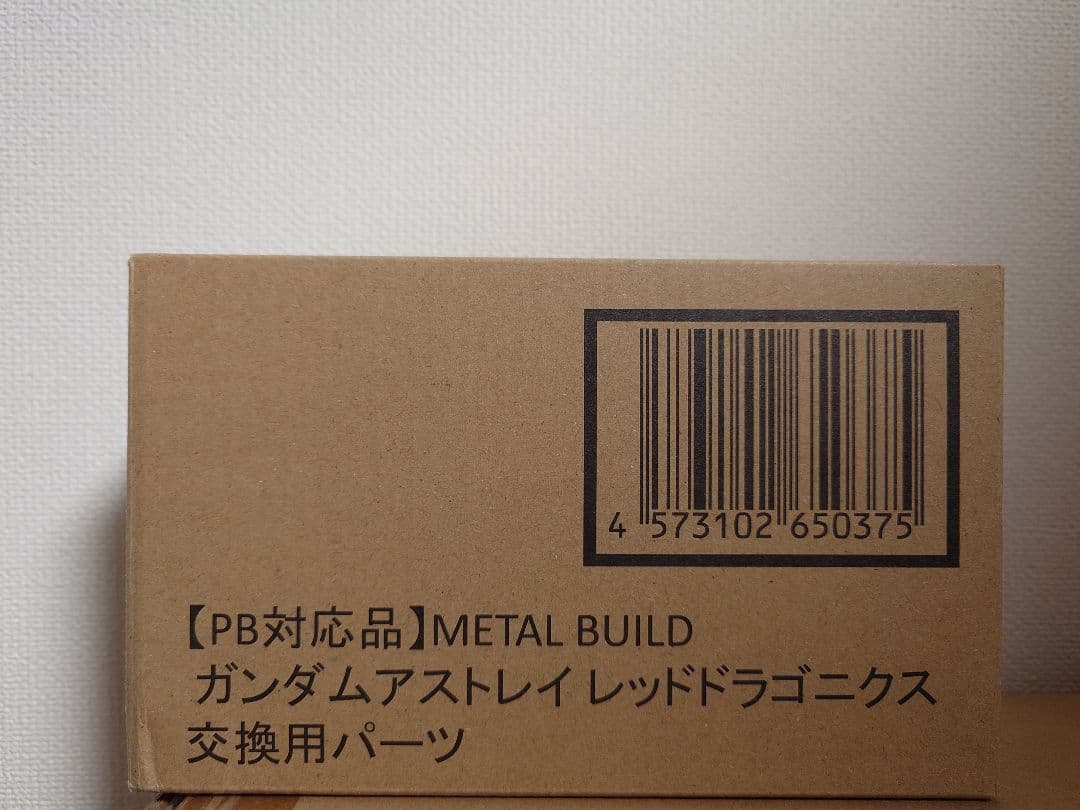 4 573102 650375
【PB対応品】METAL BUILD
ガンダムアストレイ レッドドラゴニクス
交換用パーツ